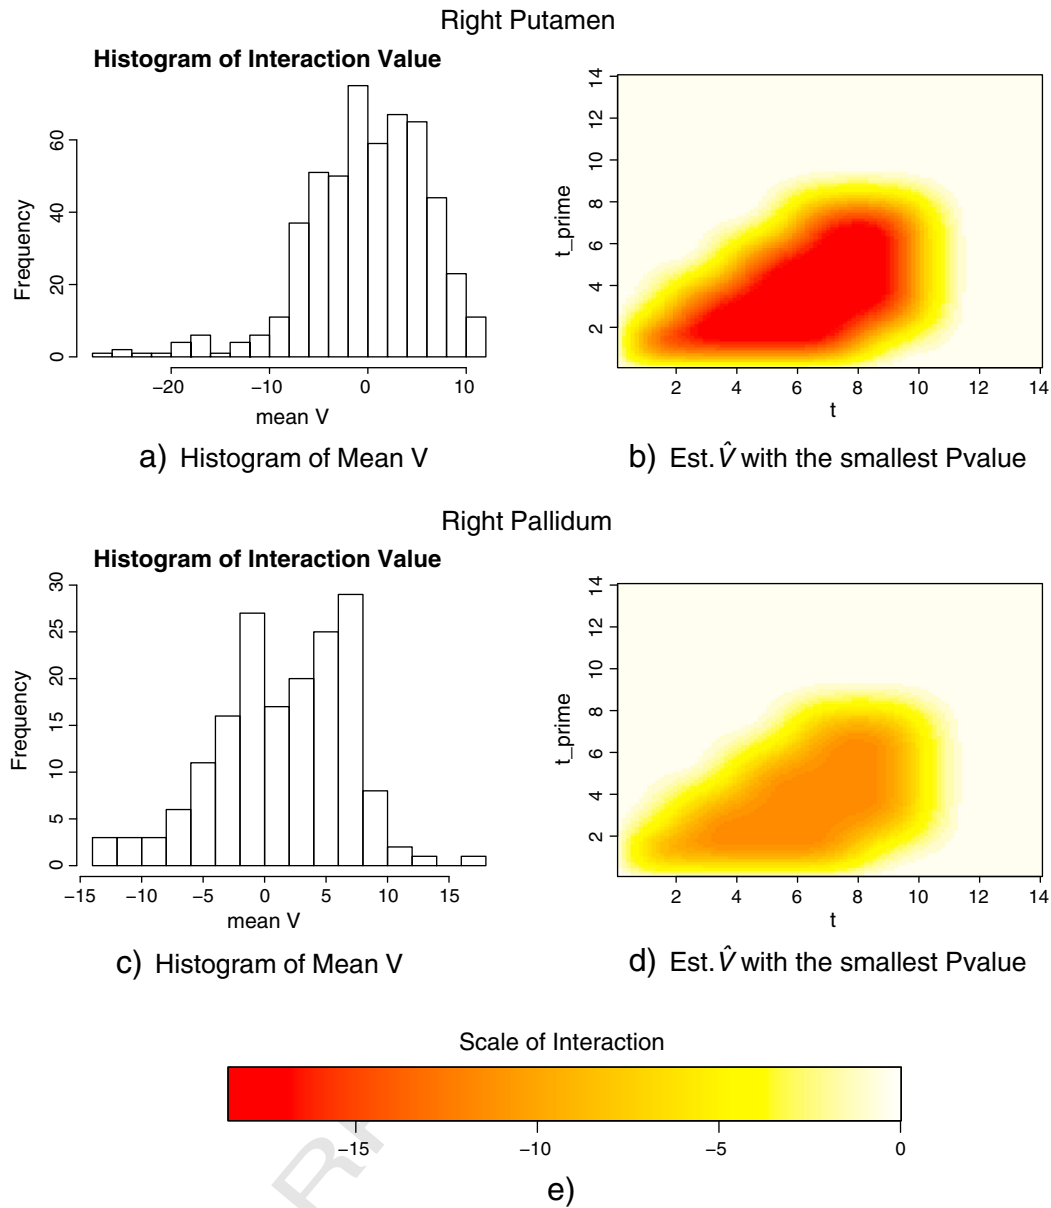 Right Putamen
Histogram of Interaction Value
Frequency
0 20 40 60
−20 −10 0 10
mean V
a) Histogram of Mean V
t_prime
2 4 6 8 10 12 14
2 4 6 8 10 12 14
t
b) Est. V̂ with the smallest Pvalue
Right Pallidum
Histogram of Interaction Value
Frequency
0 5 10 15 20 25 30
−15 −10 −5 0 5 10 15
mean V
c) Histogram of Mean V
t_prime
2 4 6 8 10 12 14
2 4 6 8 10 12 14
t
d) Est. V̂ with the smallest Pvalue
Scale of Interaction
−15 −10 −5 0
e)